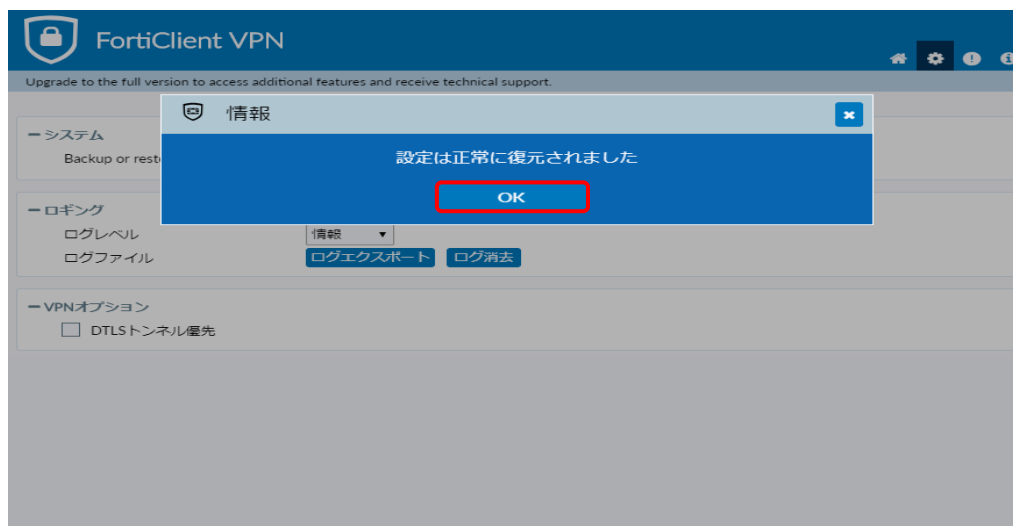 FortiClient VPN
Upgrade to the full version to access additional features and receive technical support.
情報
設定は正常に復元されました
OK
システム
Backup or rest
ロギング
ログレベル
情報
ログファイル
ログエクスポート ログ消去
VPNオプション
DTLSトンネル優先